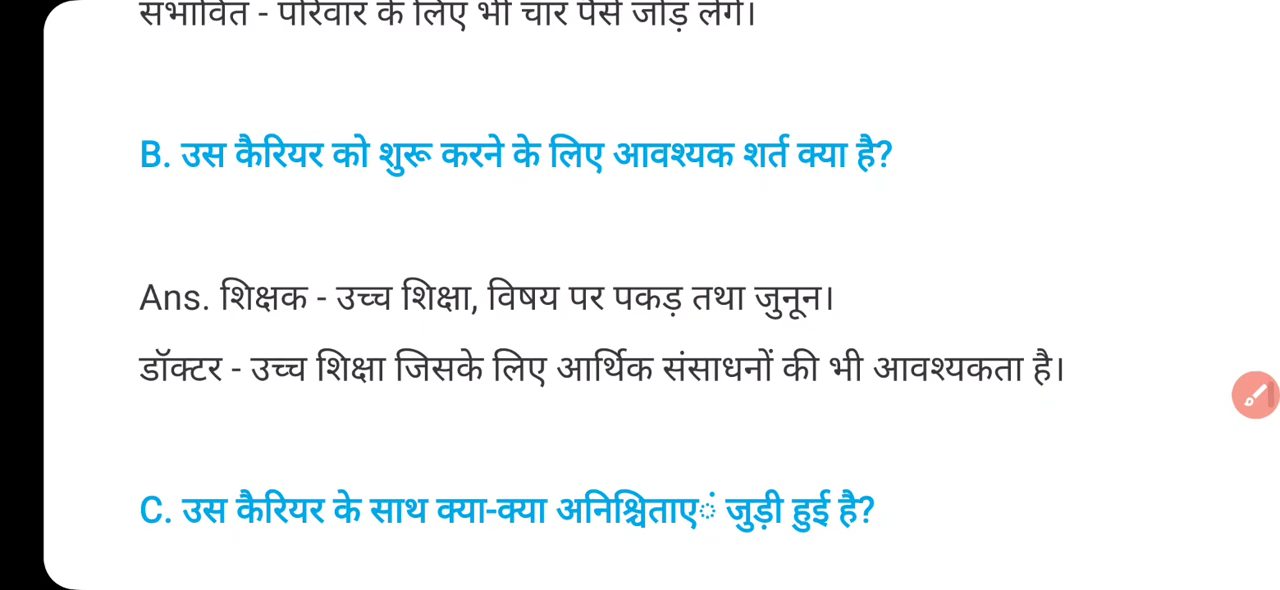 संभावित - परिवार के लिए भी चार पैसे जोड़ लेंगे।
B. उस कैरियर को शुरू करने के लिए आवश्यक शर्त क्या है?
Ans. शिक्षक - उच्च शिक्षा, विषय पर पकड़ तथा जुनून।
डॉक्टर - उच्च शिक्षा जिसके लिए आर्थिक संसाधनों की भी आवश्यकता है।
C. उस कैरियर के साथ क्या-क्या अनिश्चिताएं जुड़ी हुई है?